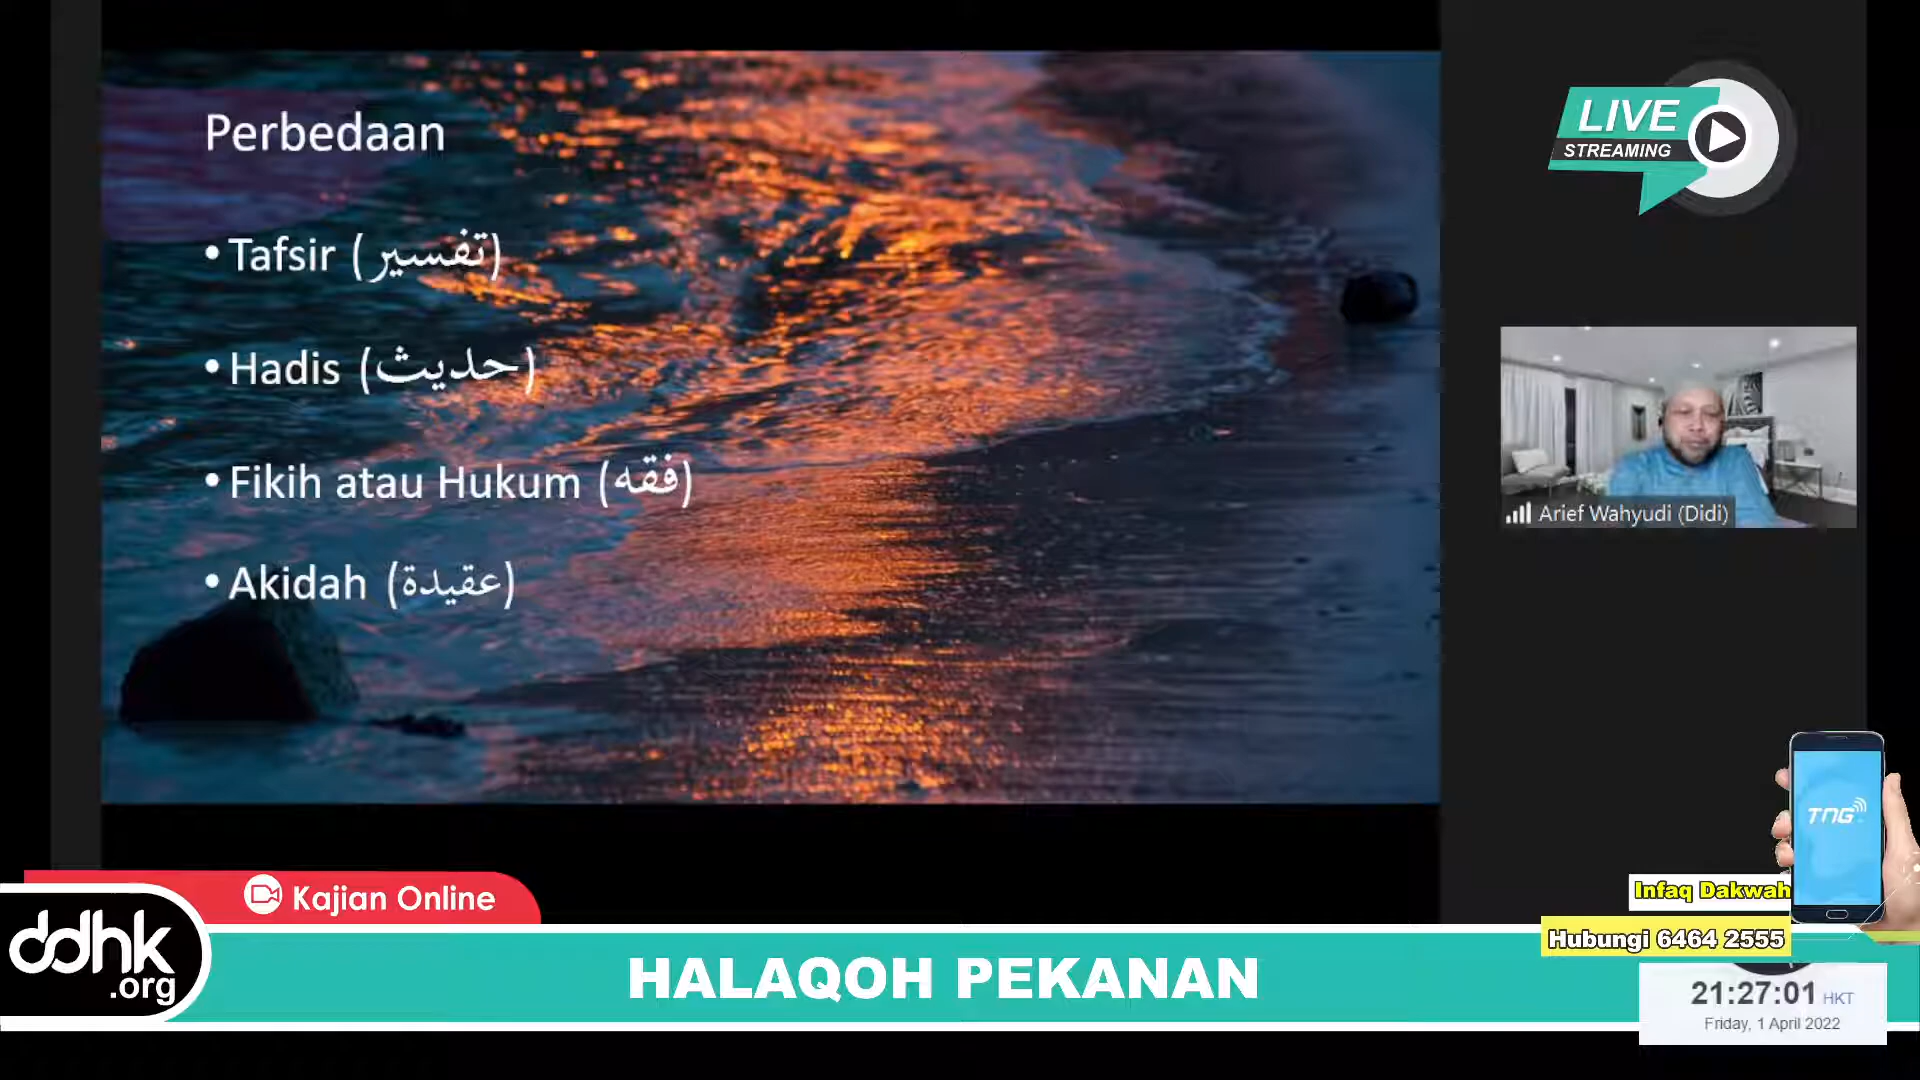 Perbedaan
• Tafsir (تفسير)
• Hadis (حديث)
• Fikih atau Hukum (فقه)
• Akidah (عقيدة)
LIVE
STREAMING
Arief Wahyudi (Didi)
TNG
Infaq Dakwah
Hubungi 6464 2555
Kajian Online
ddhk
.org
HALAQOH PEKANAN
21:27:01 HKT
Friday, 1 April 2022